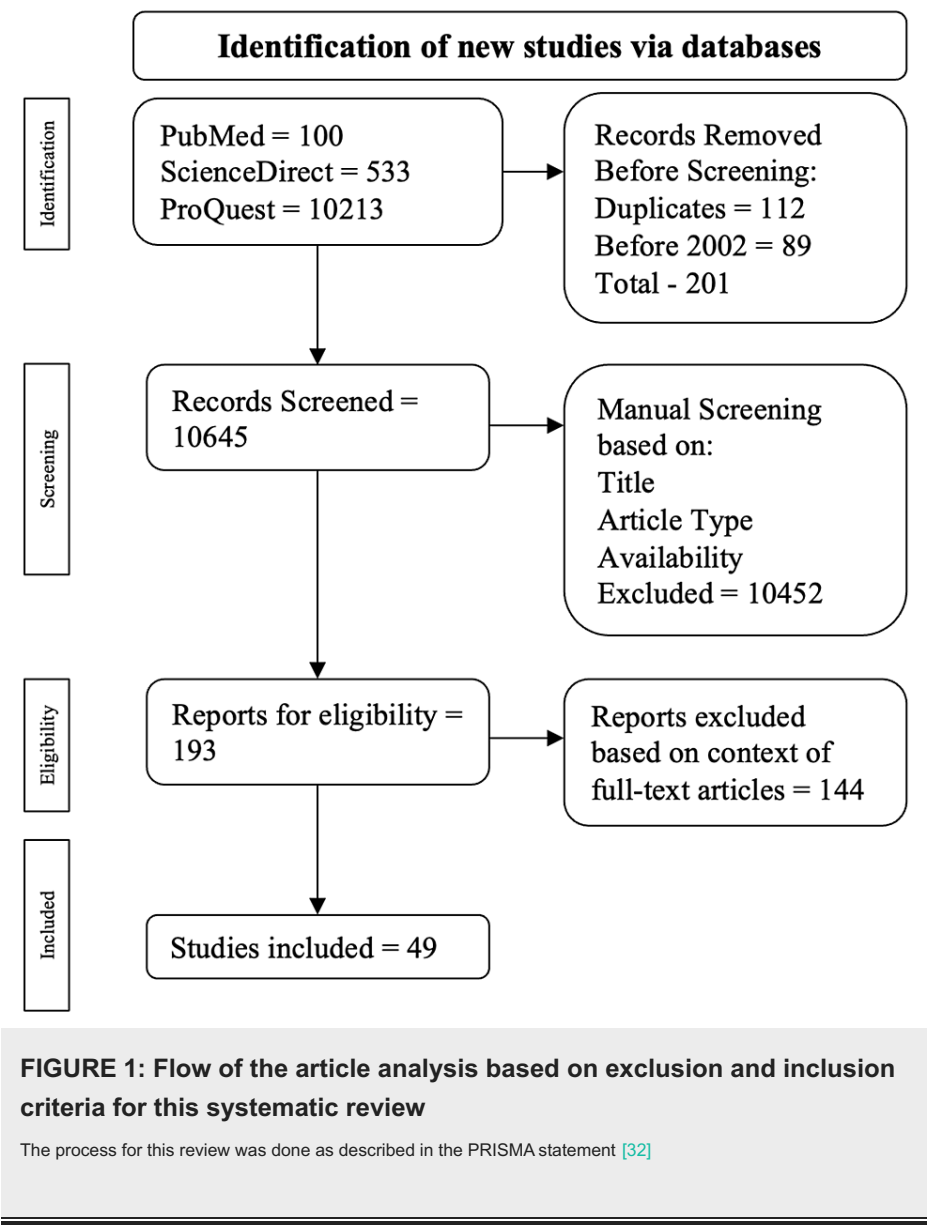 Identification of new studies via databases
Identification
PubMed = 100
ScienceDirect = 533
ProQuest = 10213
Records Removed
Before Screening:
Duplicates = 112
Before 2002 = 89
Total - 201
Screening
Records Screened =
10645
Manual Screening
based on:
Title
Article Type
Availability
Excluded = 10452
Eligibility
Reports for eligibility =
193
Reports excluded
based on context of
full-text articles = 144
Included
Studies included = 49
FIGURE 1: Flow of the article analysis based on exclusion and inclusion
criteria for this systematic review
The process for this review was done as described in the PRISMA statement [32]